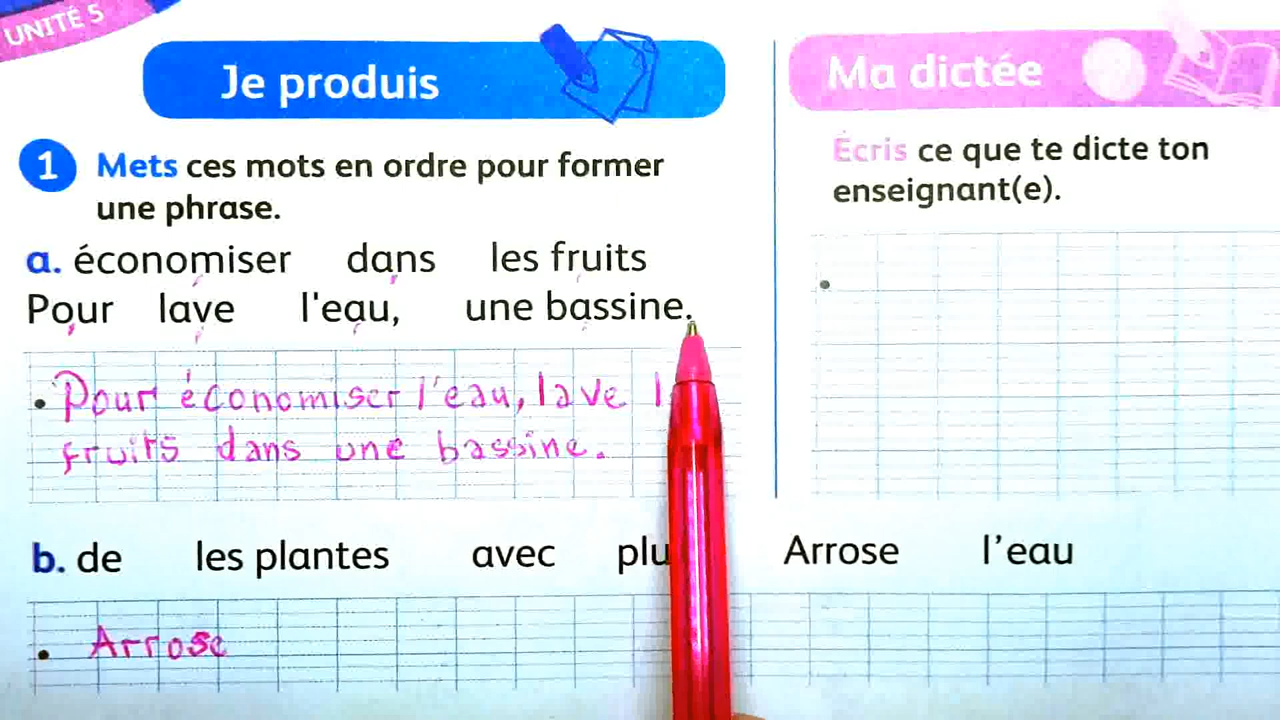 UNITÉ 5
Je produis
1 Mets ces mots en ordre pour former
une phrase.
a. économiser dans les fruits
Pour lave l'eau, une bassine.
• Pour économiser l'eau, lave
fruits dans une bassine.
b. de les plantes avec Arrose l'eau
• Arrose
Ma dictée
Écris ce que te dicte ton
enseignant(e).